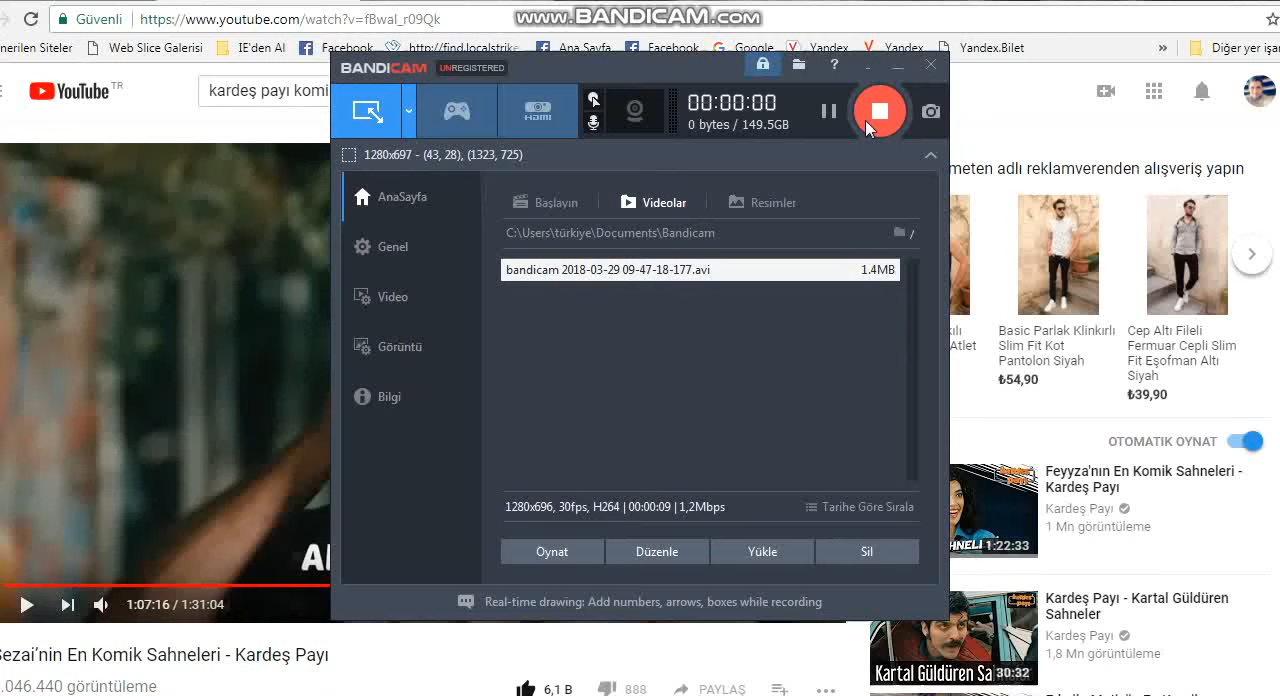 Güvenli
https://www.youtube.com/watch?v=fBwal_r09Qk
www.BANDICAM.com
nerilen Siteler
Web Slice Galerisi
IE'den Al
Facebook
http://find.localstrike
Ana Sayfa
Facebook
Google
Yandex
Yandex
Yandex.Bilet
»
Diğer yer işar
YouTube TR
kardeş payı komi
BANDICAM UNREGISTERED
?
HDMI
00:00:00
0 bytes / 149.5GB
1280x697 - (43, 28), (1323, 725)
AnaSayfa
Genel
Video
Görüntü
Bilgi
Başlayın
Videolar
Resimler
C:\Users\türkiye\Documents\Bandicam
/
bandicam 2018-03-29 09-47-18-177.avi
1.4MB
1280x696, 30fps, H264 | 00:00:09 | 1,2Mbps
Tarihe Göre Sırala
Oynat
Düzenle
Yükle
Sil
Real-time drawing: Add numbers, arrows, boxes while recording
1:07:16 / 1:31:04
Sezai'nin En Komik Sahneleri - Kardeş Payı
.046.440 görüntüleme
6,1 B
888
PAYLAŞ
meten adlı reklamverenden alışveriş yapın
Atlet
Basic Parlak Klinkırlı
Slim Fit Kot
Pantolon Siyah
₺54,90
Cep Altı Fileli
Fermuar Cepli Slim
Fit Eşofman Altı
Siyah
₺39,90
OTOMATIK OYNAT
1:22:33
Feyyza'nın En Komik Sahneleri -
Kardeş Payı
Kardeş Payı
1 Mn görüntüleme
Kartal Güldüren Sa
30:32
Kardeş Payı - Kartal Güldüren
Sahneler
Kardeş Payı
1,8 Mn görüntüleme